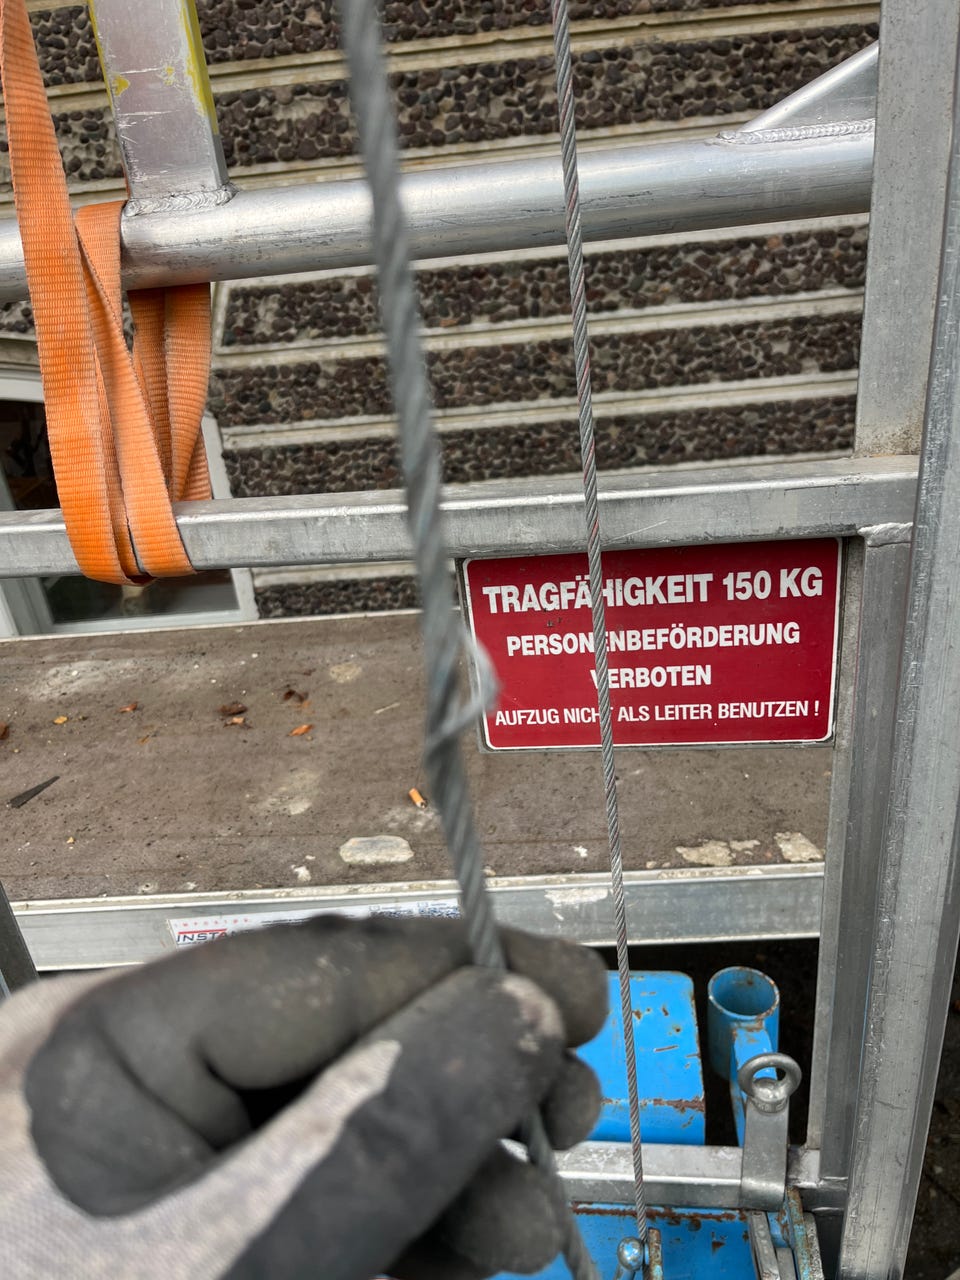 TRAGFÄHIGKEIT 150 KG
PERSONENBEFÖRDERUNG
VERBOTEN
AUFZUG NICHT ALS LEITER BENUTZEN !